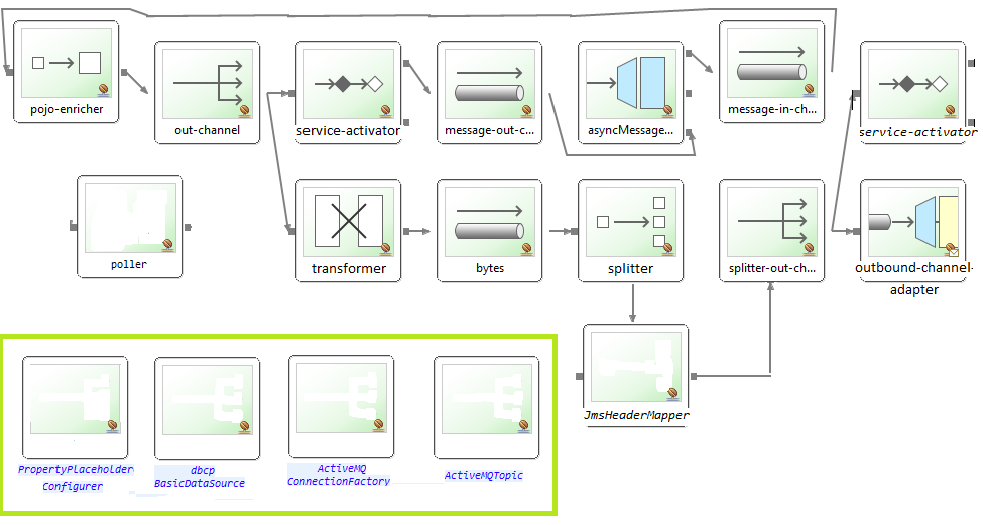 pojo-enricher
out-channel
service-activator
message-out-c...
asyncMessage...
message-in-ch...
service-activator
poller
transformer
bytes
splitter
splitter-out-ch...
outbound-channel-
adapter
JmsHeaderMapper
PropertyPlaceholder
Configurer
dbcp
BasicDataSource
ActiveMQ
ConnectionFactory
ActiveMQTopic